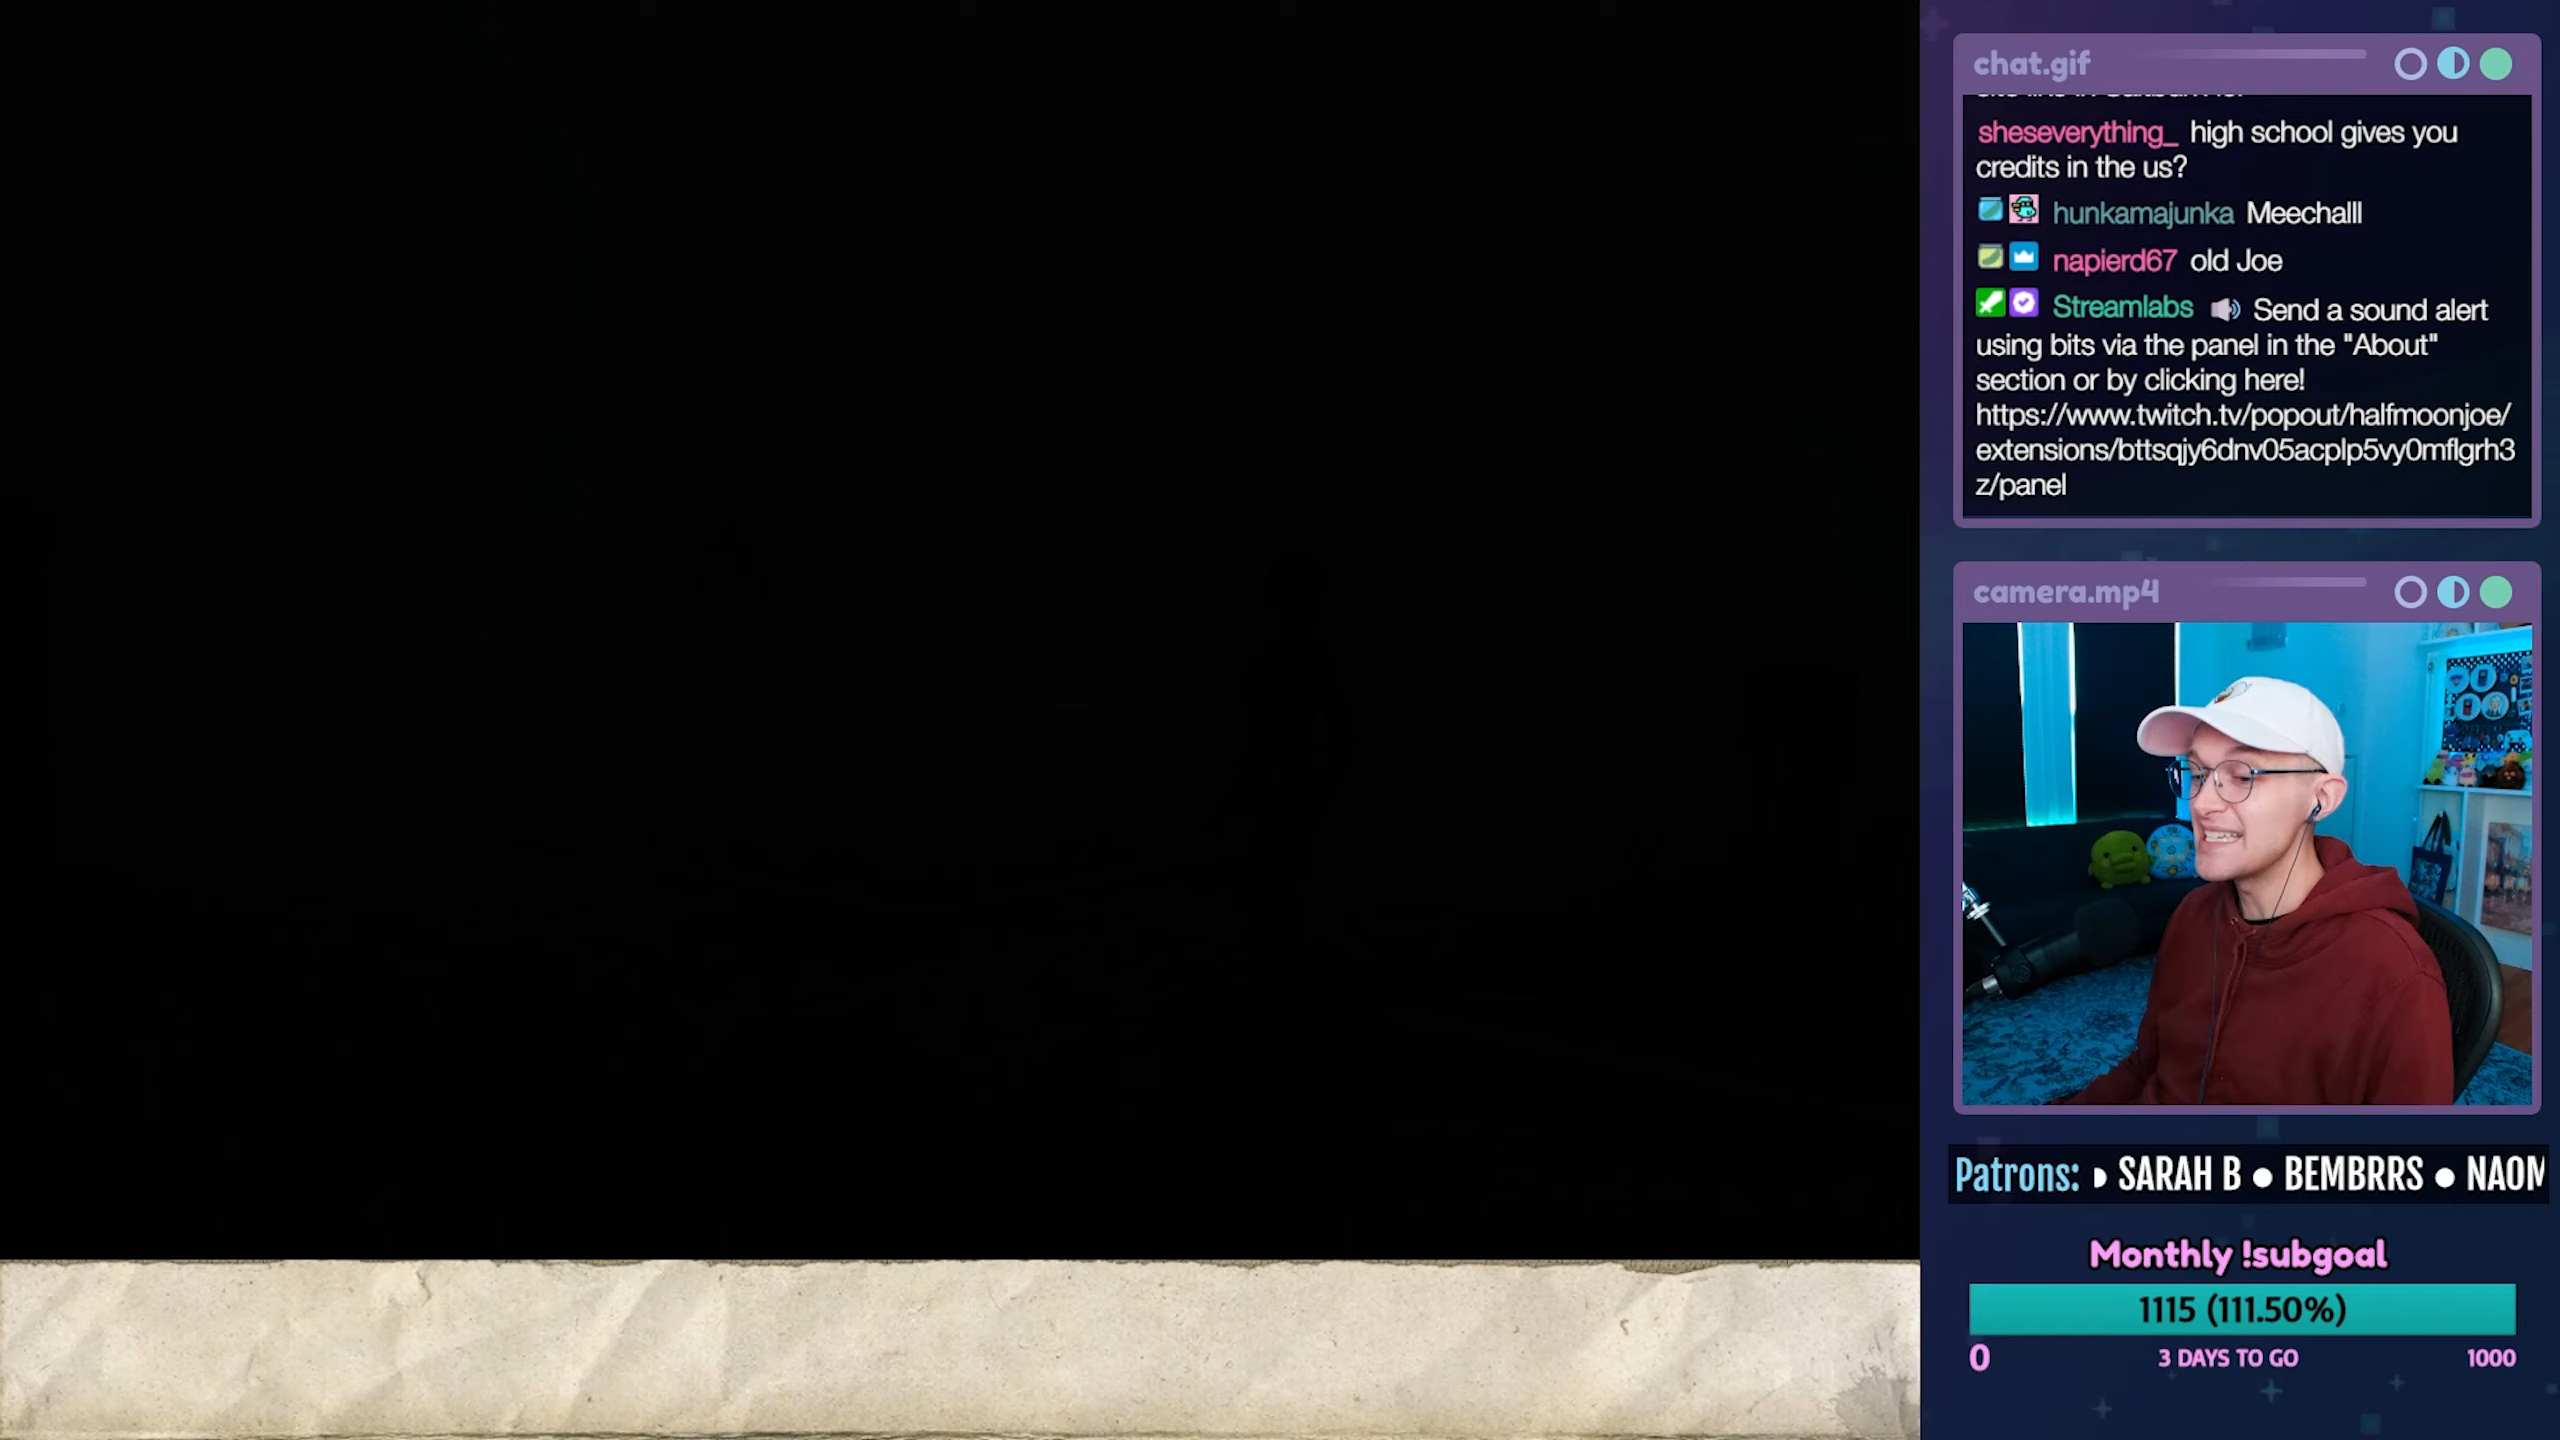 chat.gif
sheseverything_ high school gives you
credits in the us?
hunkamajunka Meechalll
napierd67 old Joe
Streamlabs 🔊 Send a sound alert
using bits via the panel in the "About"
section or by clicking here!
https://www.twitch.tv/popout/halfmoonjoe/
extensions/bttsqjy6dnv05acplp5vy0mflgrh3
z/panel
camera.mp4
Patrons: SARAH B ● BEMBRRS ●
Monthly !subgoal
1115 (111.50%)
0 3 DAYS TO GO 1000